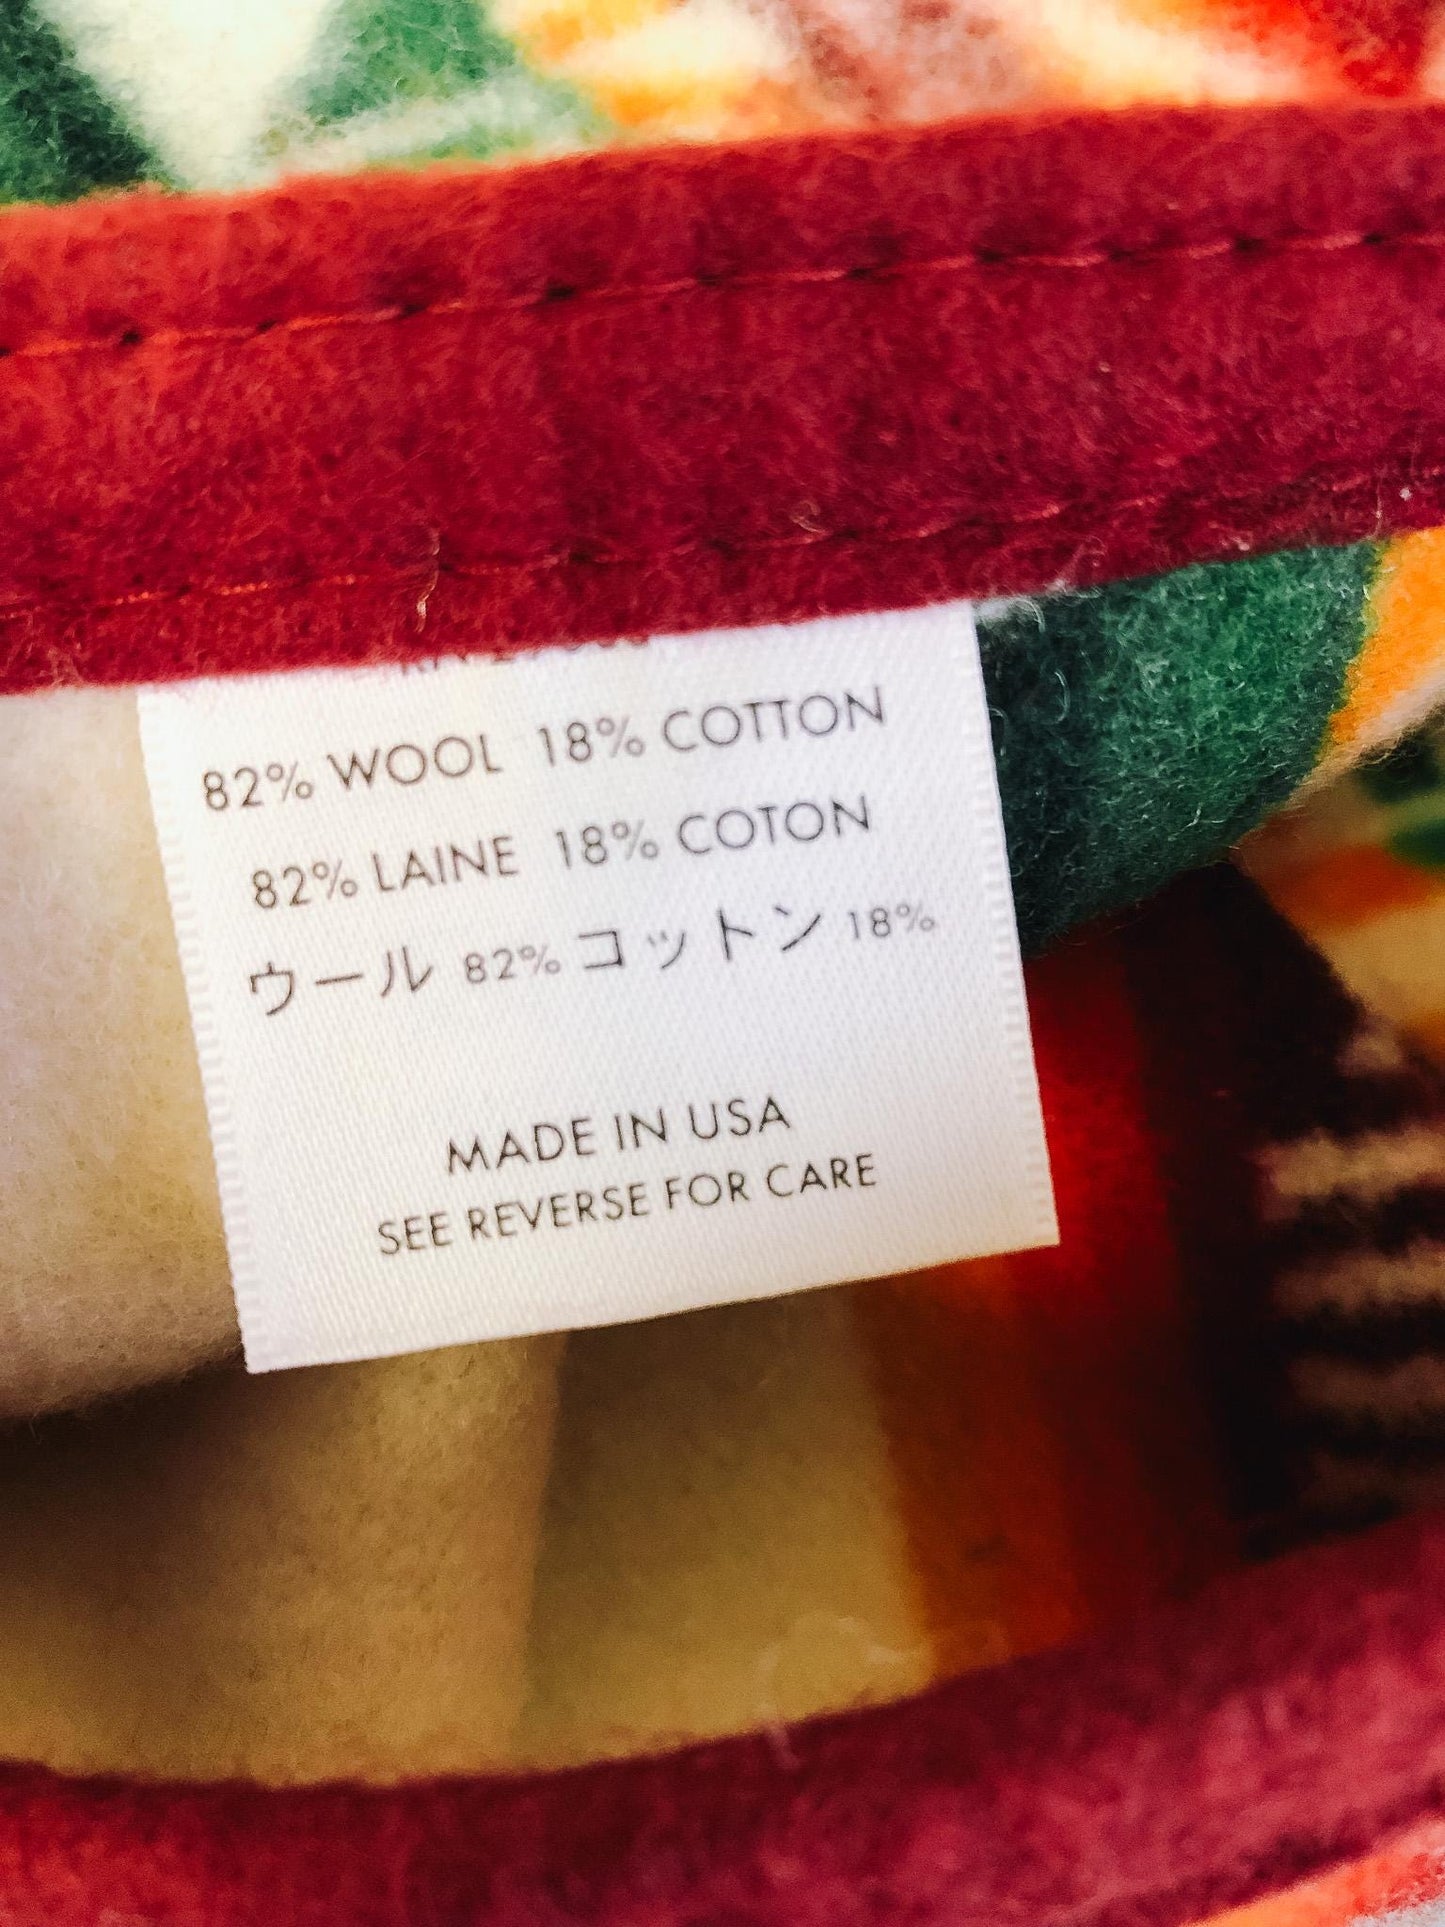 82% WOOL 18% COTTON
82% LAINE 18% COTON
ウール 82% コットン 18%
MADE IN USA
SEE REVERSE FOR CARE